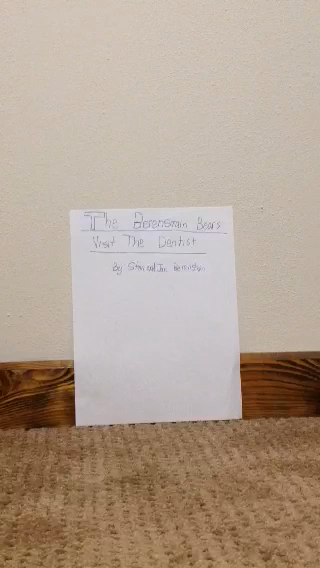 The Berenstain Bears
Visit The Dentist
By Stan and Jan Berenstain